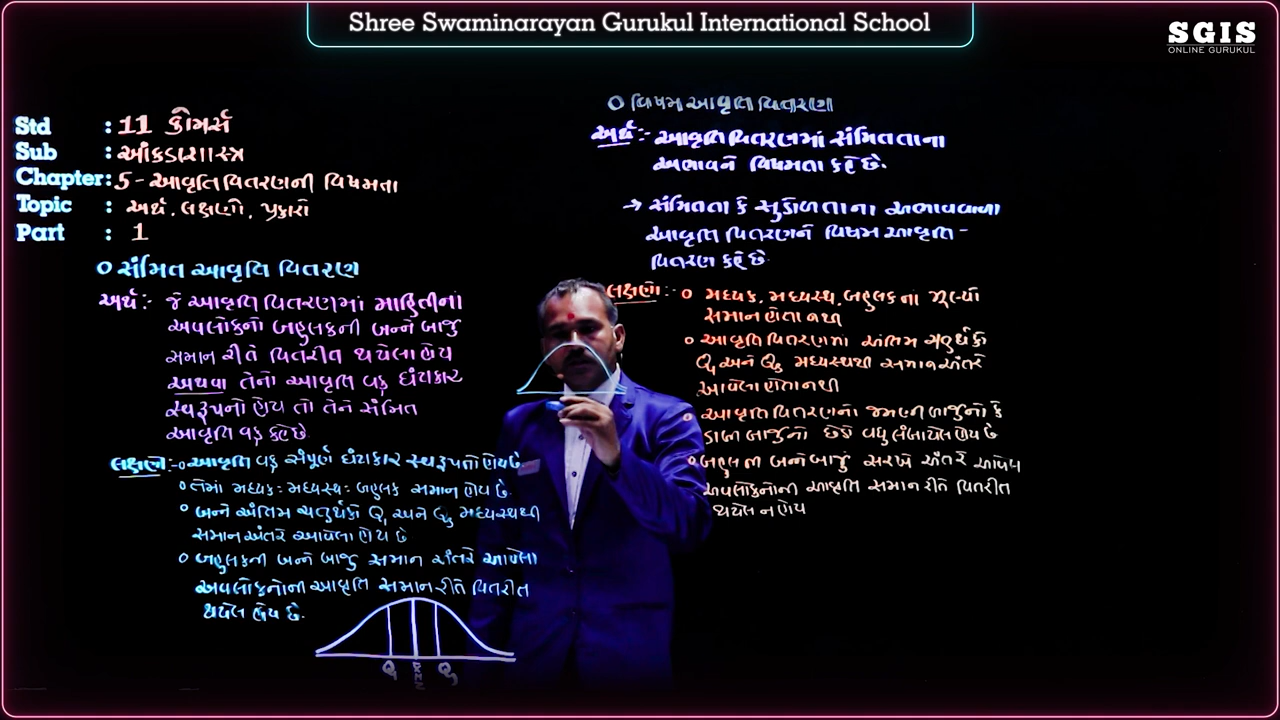 Shree Swaminarayan Gurukul International School
SGIS
ONLINE GURUKUL
Std : 11 કોમર્સ
Sub : આંકડાશાસ્ત્ર
Chapter: 5 - આવૃતિ વિતરણની વિષમતા
Topic : અર્થ, લક્ષણો, પ્રકારો
Part : 1
○ સંમિત આવૃતિ વિતરણ
અર્થ:- જે આવૃતિ વિતરણમાં માહિતીનાં
અવલોકનો બહુલકની બન્ને બાજુ
સમાન રીતે વિતરીત થયેલા હોય
અથવા તેનો આવૃતિ વક્ર ઘંટાકાર
સ્વરૂપનો હોય તો તેને સંમિત
આવૃતિ વક્ર કહે છે.
લક્ષણો:- ○ આવૃતિ વક્ર સંપૂર્ણ ઘંટાકાર સ્વરૂપનો હોય છે.
○ તેમાં મધ્યક = મધ્યસ્થ = બહુલક સમાન હોય છે.
○ બન્ને અંતિમ ચતુર્થકો Q₁ અને Q₃ મધ્યસ્થથી
સમાન અંતરે આવેલા હોય છે
○ બહુલકની બન્ને બાજુ સમાન અંતરે આવેલા
અવલોકનોની આવૃતિ સમાન રીતે વિતરીત
થયેલ હોય છે.
Q₁ Q₃
○ વિષમ આવૃતિ વિતરણ
અર્થ:- આવૃતિ વિતરણમાં સંમિતતાના
અભાવને વિષમતા કહે છે.
→ સંમિતતા કે સુડોળતાના અભાવવાળા
આવૃતિ વિતરણને વિષમ આવૃતિ -
વિતરણ કહે છે
લક્ષણો:- ○ મધ્યક, મધ્યસ્થ, બહુલકના મૂલ્યો
સમાન હોતા નથી
○ આવૃતિ વિતરણમાં અંતિમ ચતુર્થકો
Q₁ અને Q₃ મધ્યસ્થથી સમાન અંતરે
આવેલા હોતા નથી
○ આવૃતિ વિતરણનો જમણી બાજુનો કે
ડાબી બાજુનો છેડો વધુ લંબાયેલ હોય છે
○ બહુલકની બન્ને બાજુ સરખે અંતરે આવેલ
અવલોકનોની આવૃતિ સમાન રીતે વિતરીત
થયેલ ન હોય